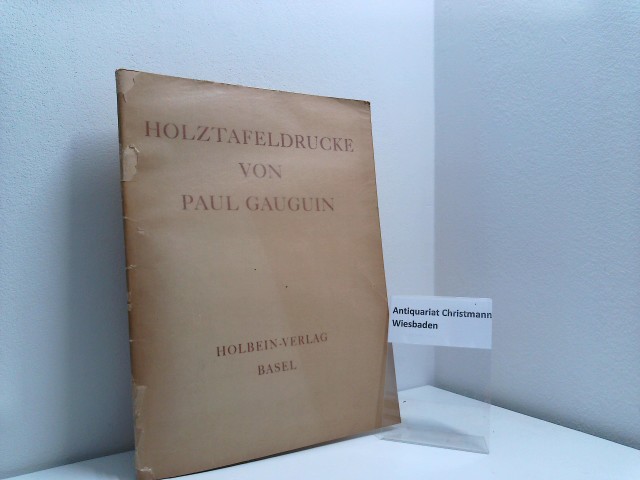 HOLZTAFELDRUCKE
VON
PAUL GAUGUIN
HOLBEIN-VERLAG
BASEL
Antiquariat Christmann
Wiesbaden